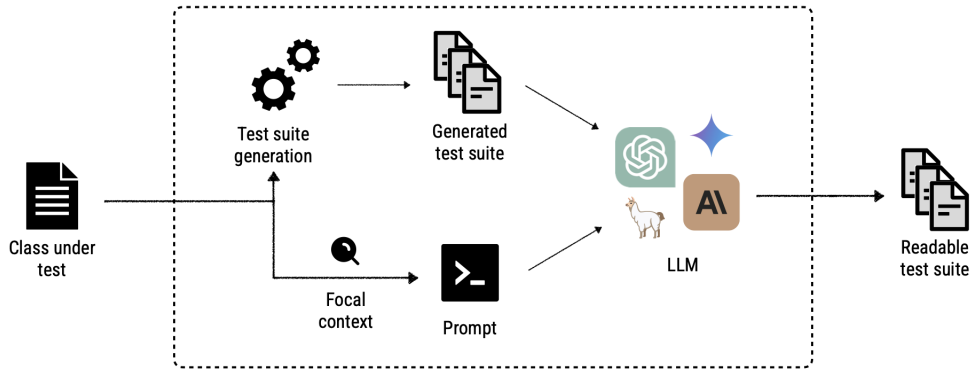 Test suite
generation
Generated
test suite
Class under
test
Focal
context
>_
Prompt
A\
LLM
Readable
test suite